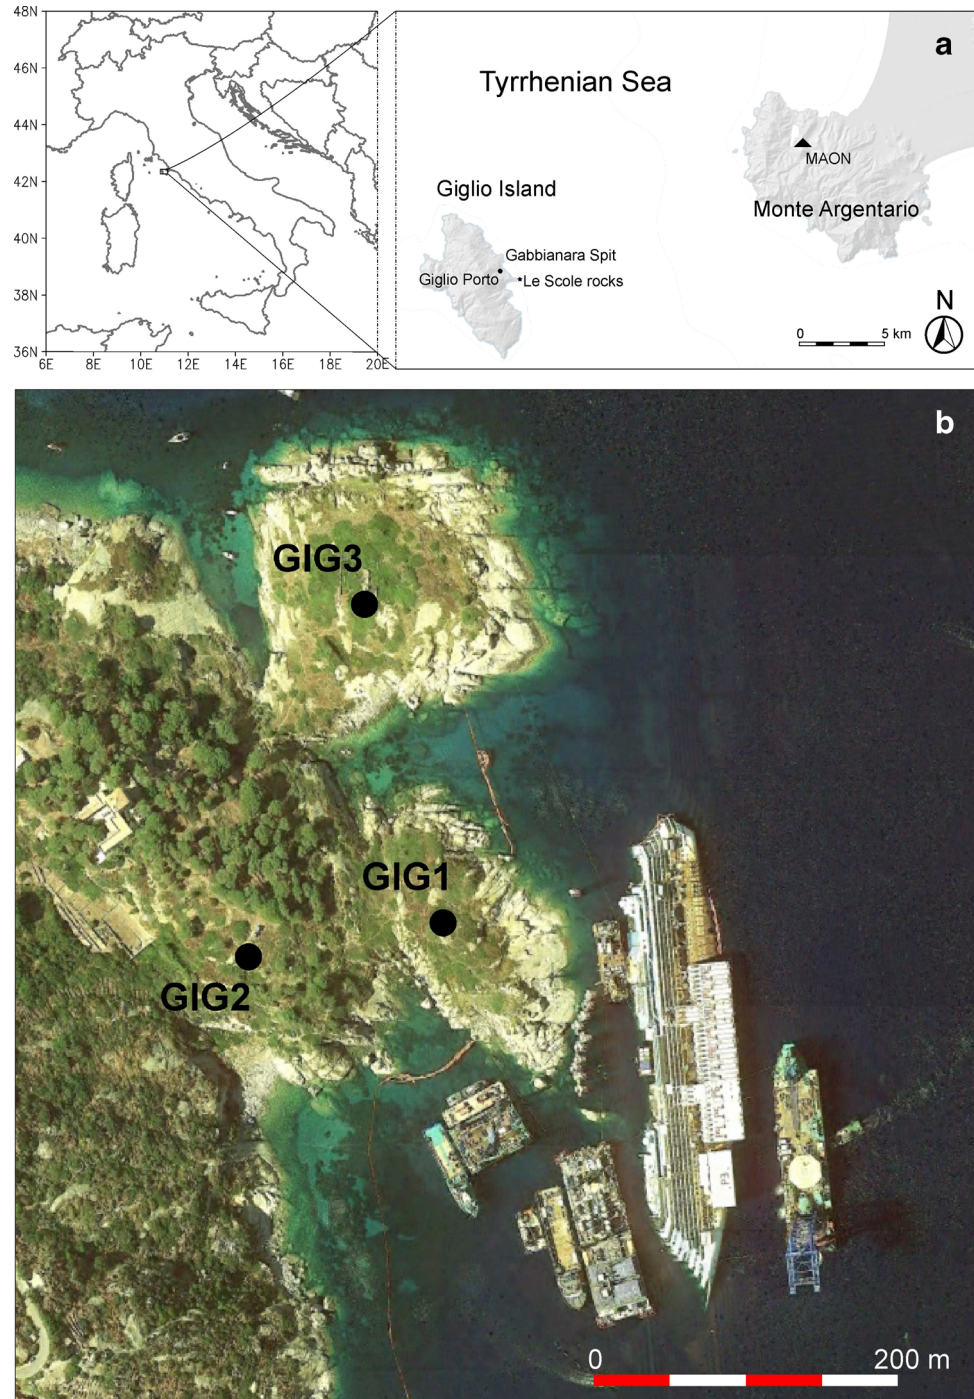 48N
46N
44N
42N
40N
38N
36N
6E 8E 10E 12E 14E 16E 18E 20E
a
Tyrrhenian Sea
MAON
Giglio Island
Monte Argentario
Gabbianara Spit
Giglio Porto
Le Scole rocks
N
0 5 km
b
GIG3
GIG1
GIG2
P3
0 200 m